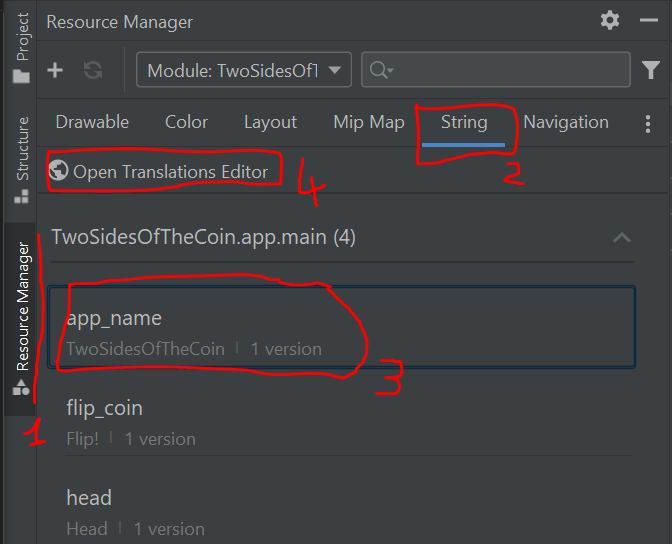 Resource Manager
Module: TwoSidesOfT
Drawable Color Layout Mip Map String Navigation
2
Open Translations Editor
4
TwoSidesOfTheCoin.app.main (4)
app_name
TwoSidesOfTheCoin | 1 version
3
flip_coin
Flip! | 1 version
head
Head | 1 version
Project
Structure
Resource Manager
1